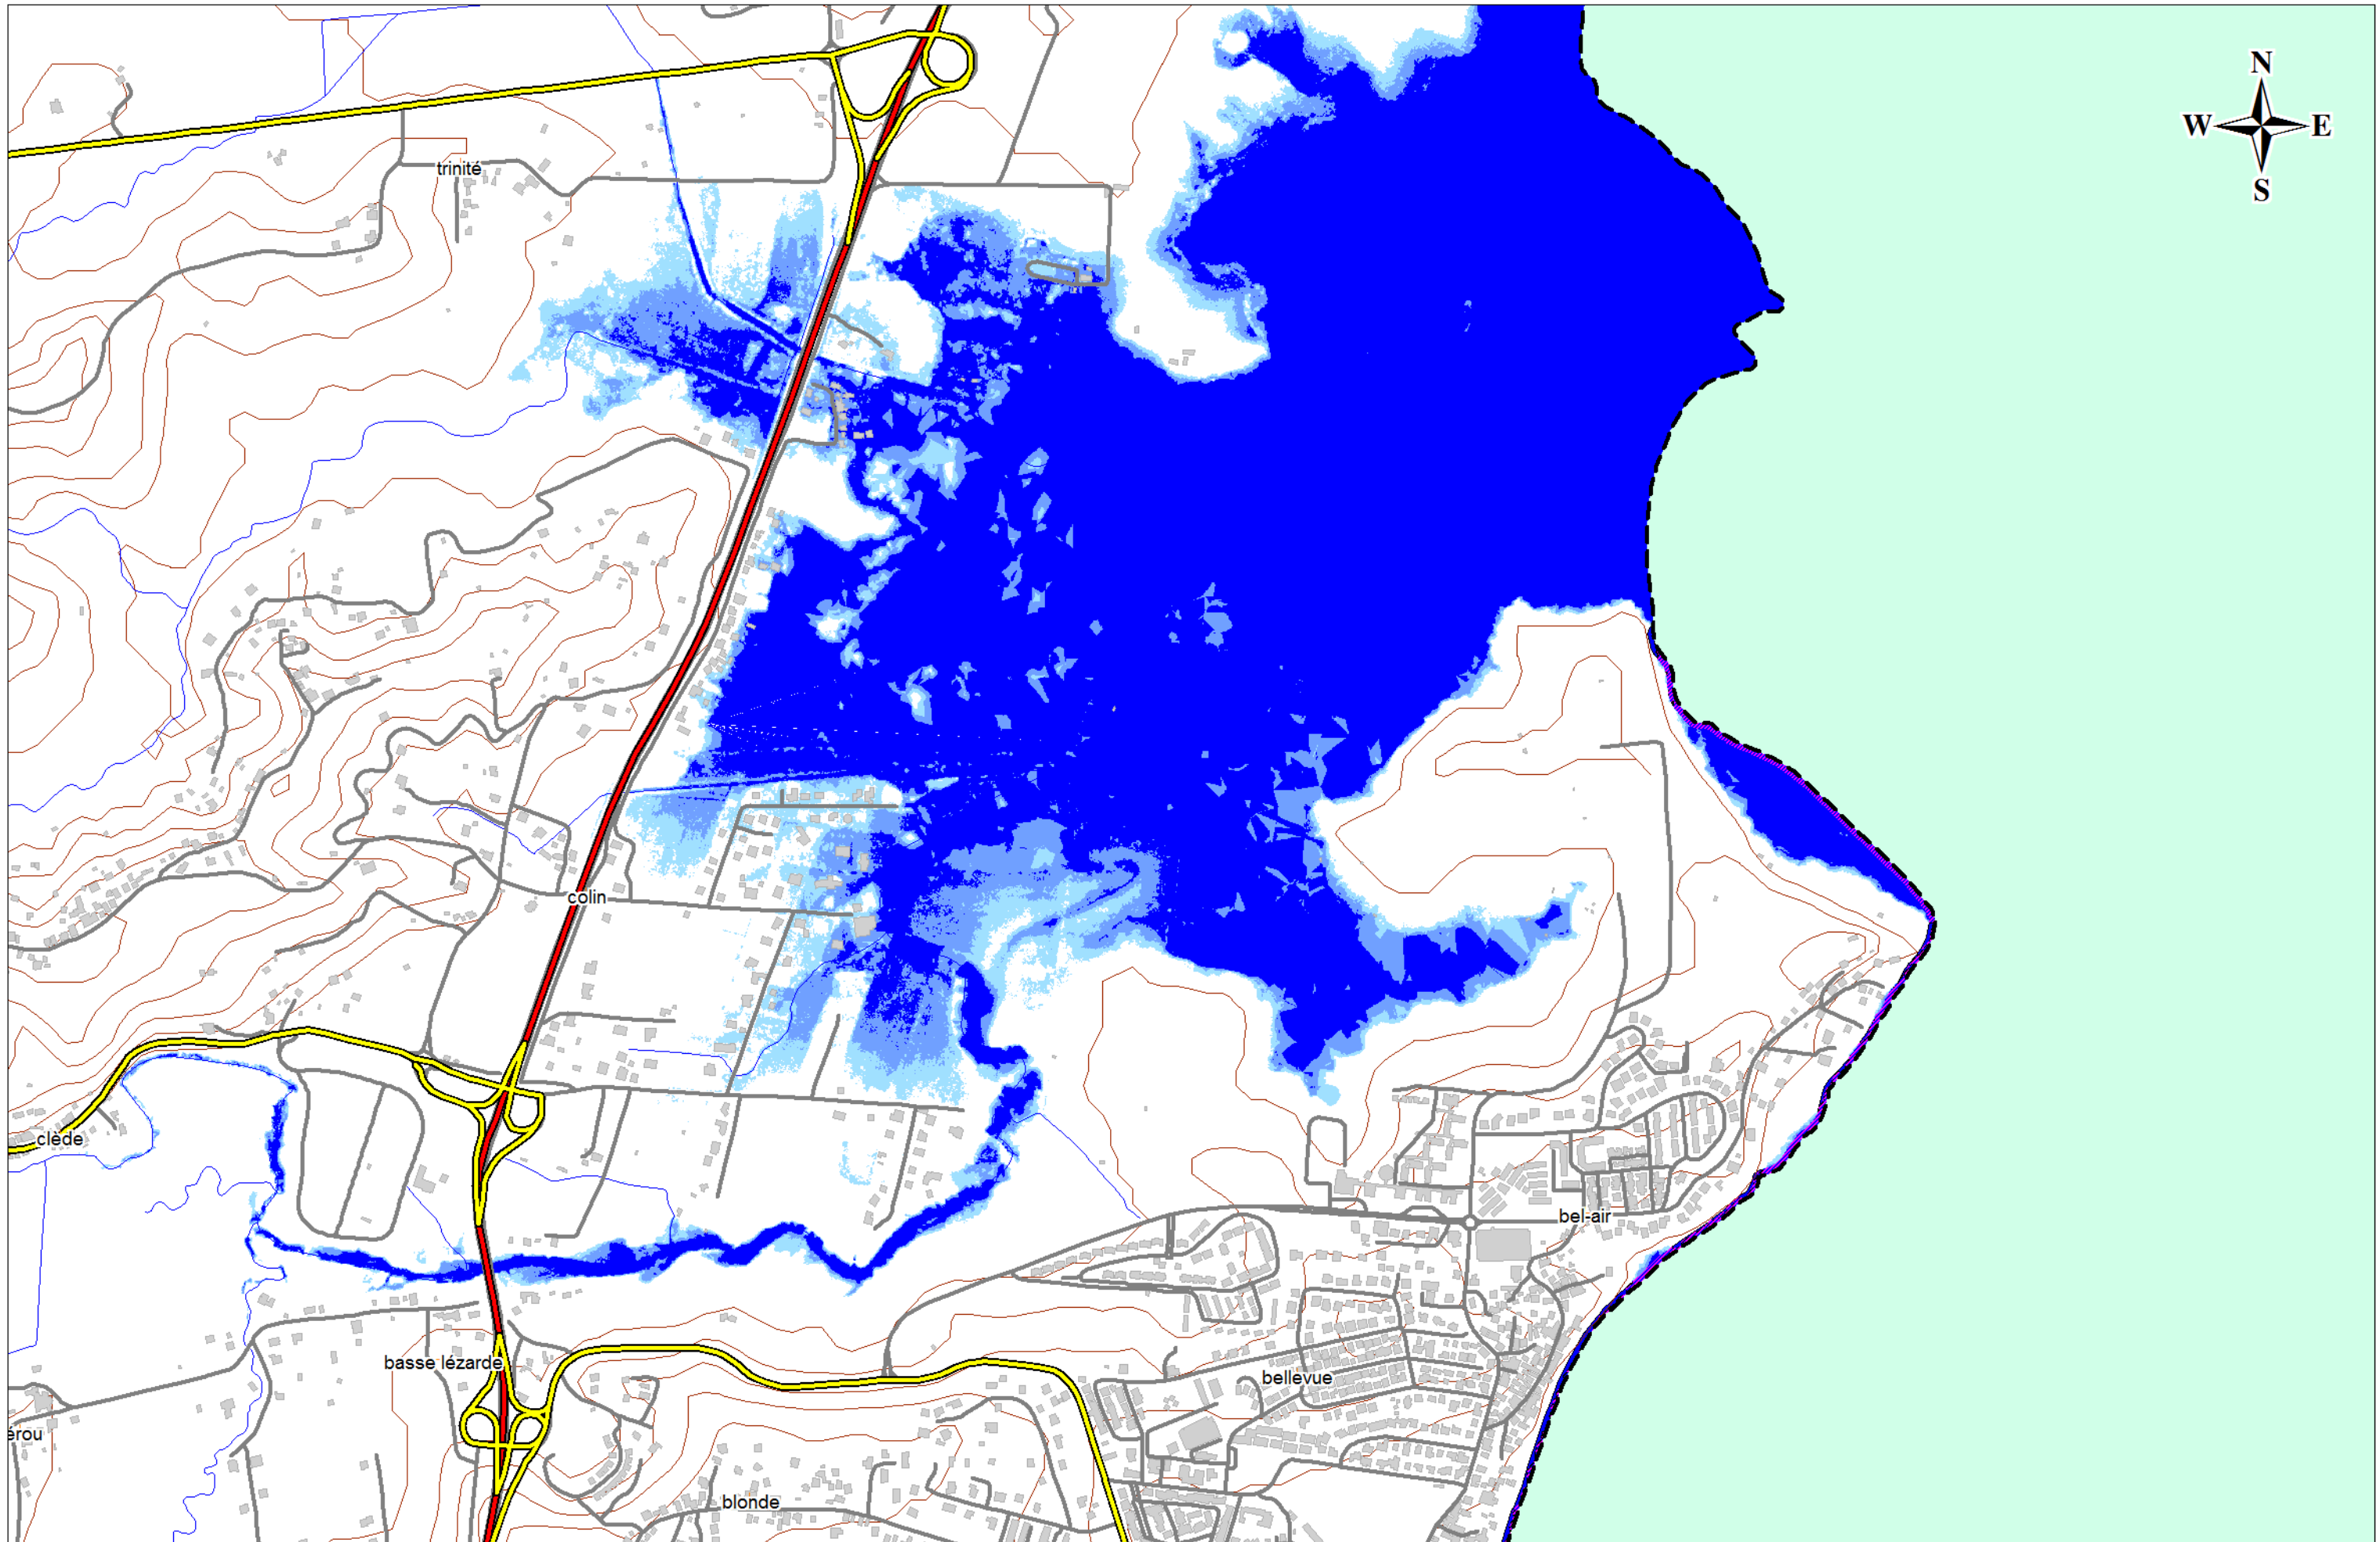 N
W E
S
trinité
colin
clède
bel-air
basse lézarde
bellevue
érou
blonde